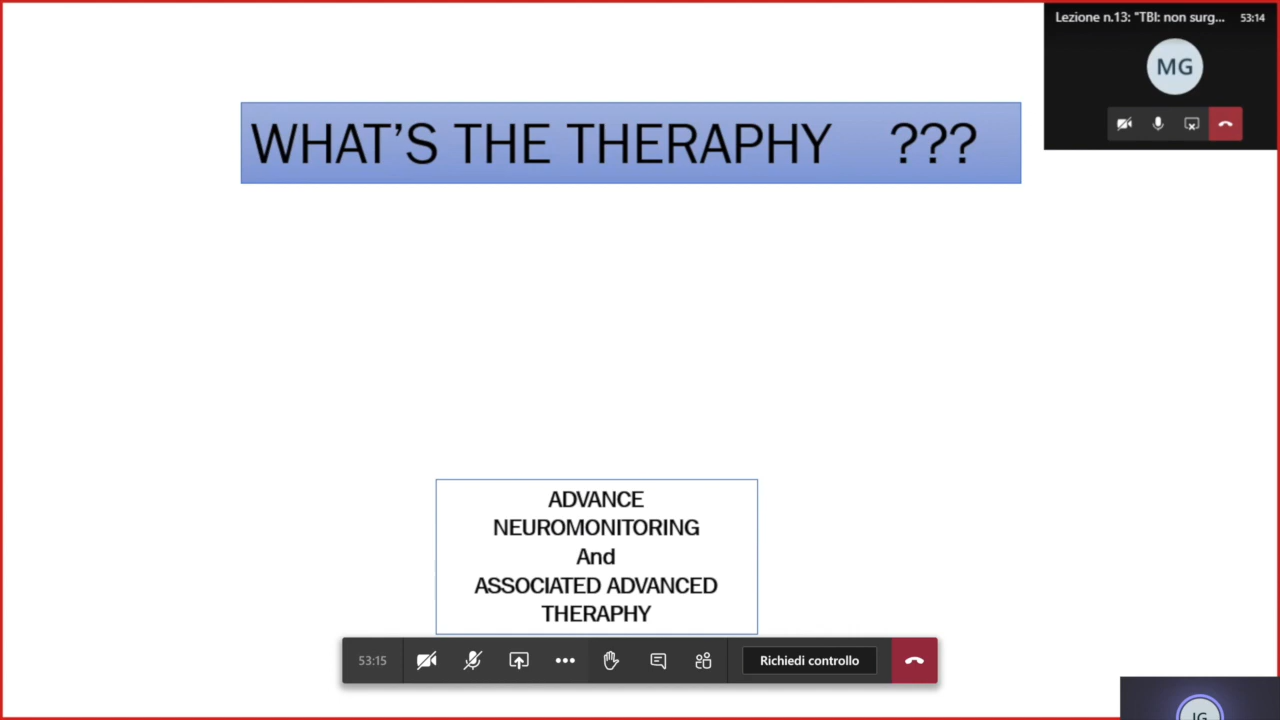 Lezione n.13: "TBI: non surg... 53:14
MG
WHAT'S THE THERAPHY ???
ADVANCE
NEUROMONITORING
And
ASSOCIATED ADVANCED
THERAPHY
53:15 Richiedi controllo